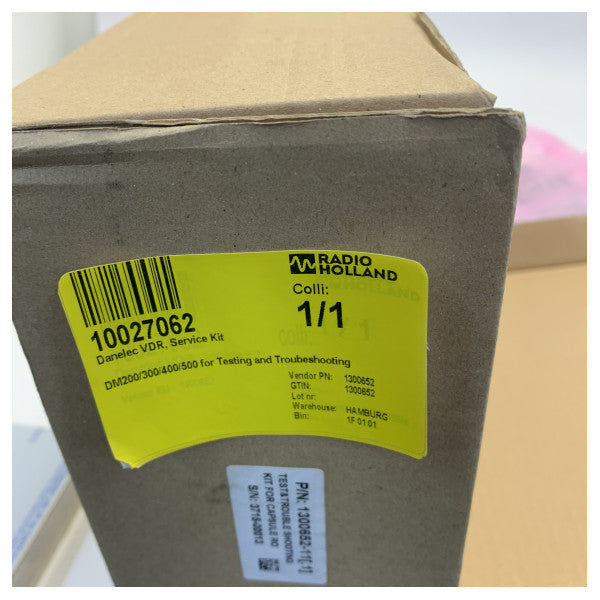 RADIO
HOLLAND
Colli:
1/1
10027062
Danelec VDR, Service Kit
DM200/300/400/500 for Testing and Troubeshooting
Vendor PN: 1300652
GTIN: 1300652
Lot nr:
Warehouse: HAMBURG
Bin: 1F 01 01
P/N: 1300652-11[.1]
TEST&TROUBLE SHOOTING
KIT FOR CAPSULE RD
S/N: 3715-00013